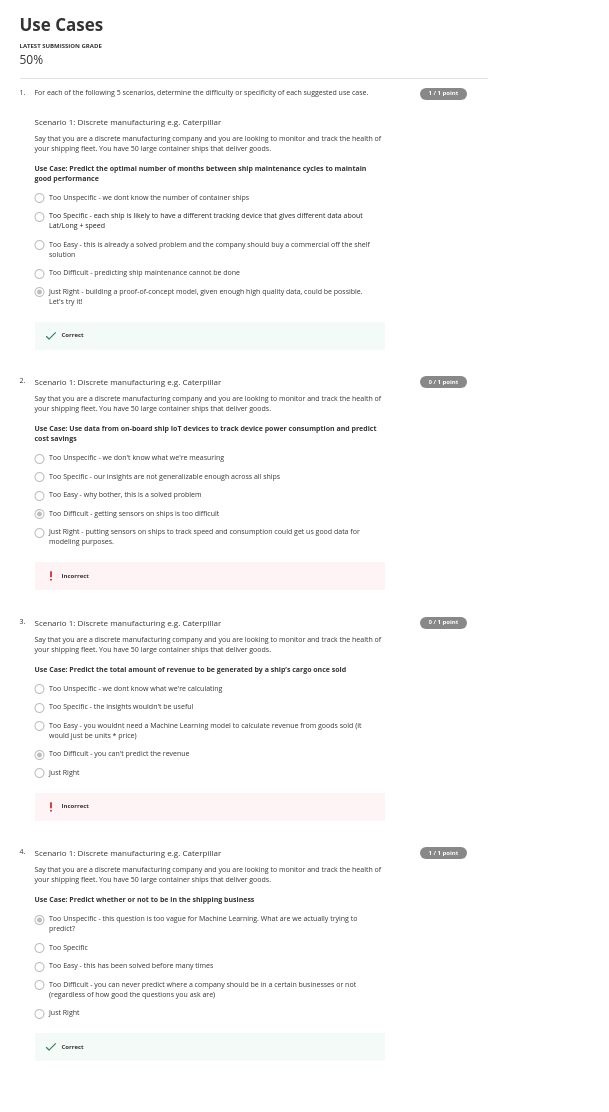 Use Cases
LATEST SUBMISSION GRADE
50%
1. For each of the following 5 scenarios, determine the difficulty or specificity of each suggested use case.
1 / 1 point
Scenario 1: Discrete manufacturing e.g. Caterpillar
Say that you are a discrete manufacturing company and you are looking to monitor and track the health of
your shipping fleet. You have 50 large container ships that deliver goods.
Use Case: Predict the optimal number of months between ship maintenance cycles to maintain
good performance
Too Unspecific - we dont know the number of container ships
Too Specific - each ship is likely to have a different tracking device that gives different data about
Lat/Long + speed
Too Easy - this is already a solved problem and the company should buy a commercial off the shelf
solution
Too Difficult - predicting ship maintenance cannot be done
Just Right - building a proof-of-concept model, given enough high quality data, could be possible.
Let's try it!
Correct
2. Scenario 1: Discrete manufacturing e.g. Caterpillar
0 / 1 point
Say that you are a discrete manufacturing company and you are looking to monitor and track the health of
your shipping fleet. You have 50 large container ships that deliver goods.
Use Case: Use data from on-board ship IoT devices to track device power consumption and predict
cost savings
Too Unspecific - we don't know what we're measuring
Too Specific - our insights are not generalizable enough across all ships
Too Easy - why bother, this is a solved problem
Too Difficult - getting sensors on ships is too difficult
Just Right - putting sensors on ships to track speed and consumption could get us good data for
modeling purposes.
Incorrect
3. Scenario 1: Discrete manufacturing e.g. Caterpillar
0 / 1 point
Say that you are a discrete manufacturing company and you are looking to monitor and track the health of
your shipping fleet. You have 50 large container ships that deliver goods.
Use Case: Predict the total amount of revenue to be generated by a ship's cargo once sold
Too Unspecific - we dont know what we're calculating
Too Specific - the insights wouldn't be useful
Too Easy - you wouldnt need a Machine Learning model to calculate revenue from goods sold (it
would just be units * price)
Too Difficult - you can't predict the revenue
Just Right
Incorrect
4. Scenario 1: Discrete manufacturing e.g. Caterpillar
1 / 1 point
Say that you are a discrete manufacturing company and you are looking to monitor and track the health of
your shipping fleet. You have 50 large container ships that deliver goods.
Use Case: Predict whether or not to be in the shipping business
Too Unspecific - this question is too vague for Machine Learning. What are we actually trying to
predict?
Too Specific
Too Easy - this has been solved before many times
Too Difficult - you can never predict where a company should be in a certain businesses or not
(regardless of how good the questions you ask are)
Just Right
Correct